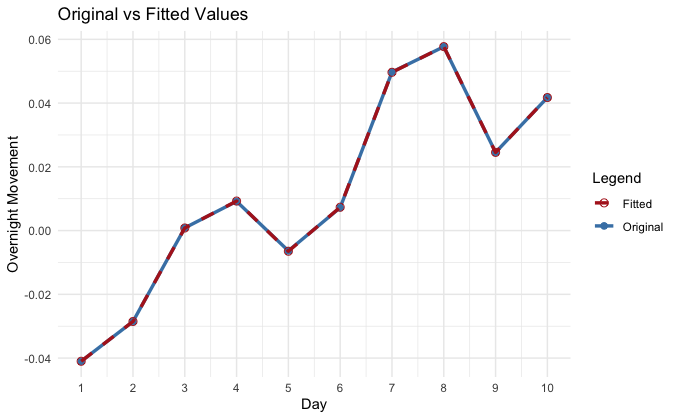 Original vs Fitted Values
Overnight Movement
0.06
0.04
0.02
0.00
-0.02
-0.04
1 2 3 4 5 6 7 8 9 10
Day
Legend
Fitted
Original